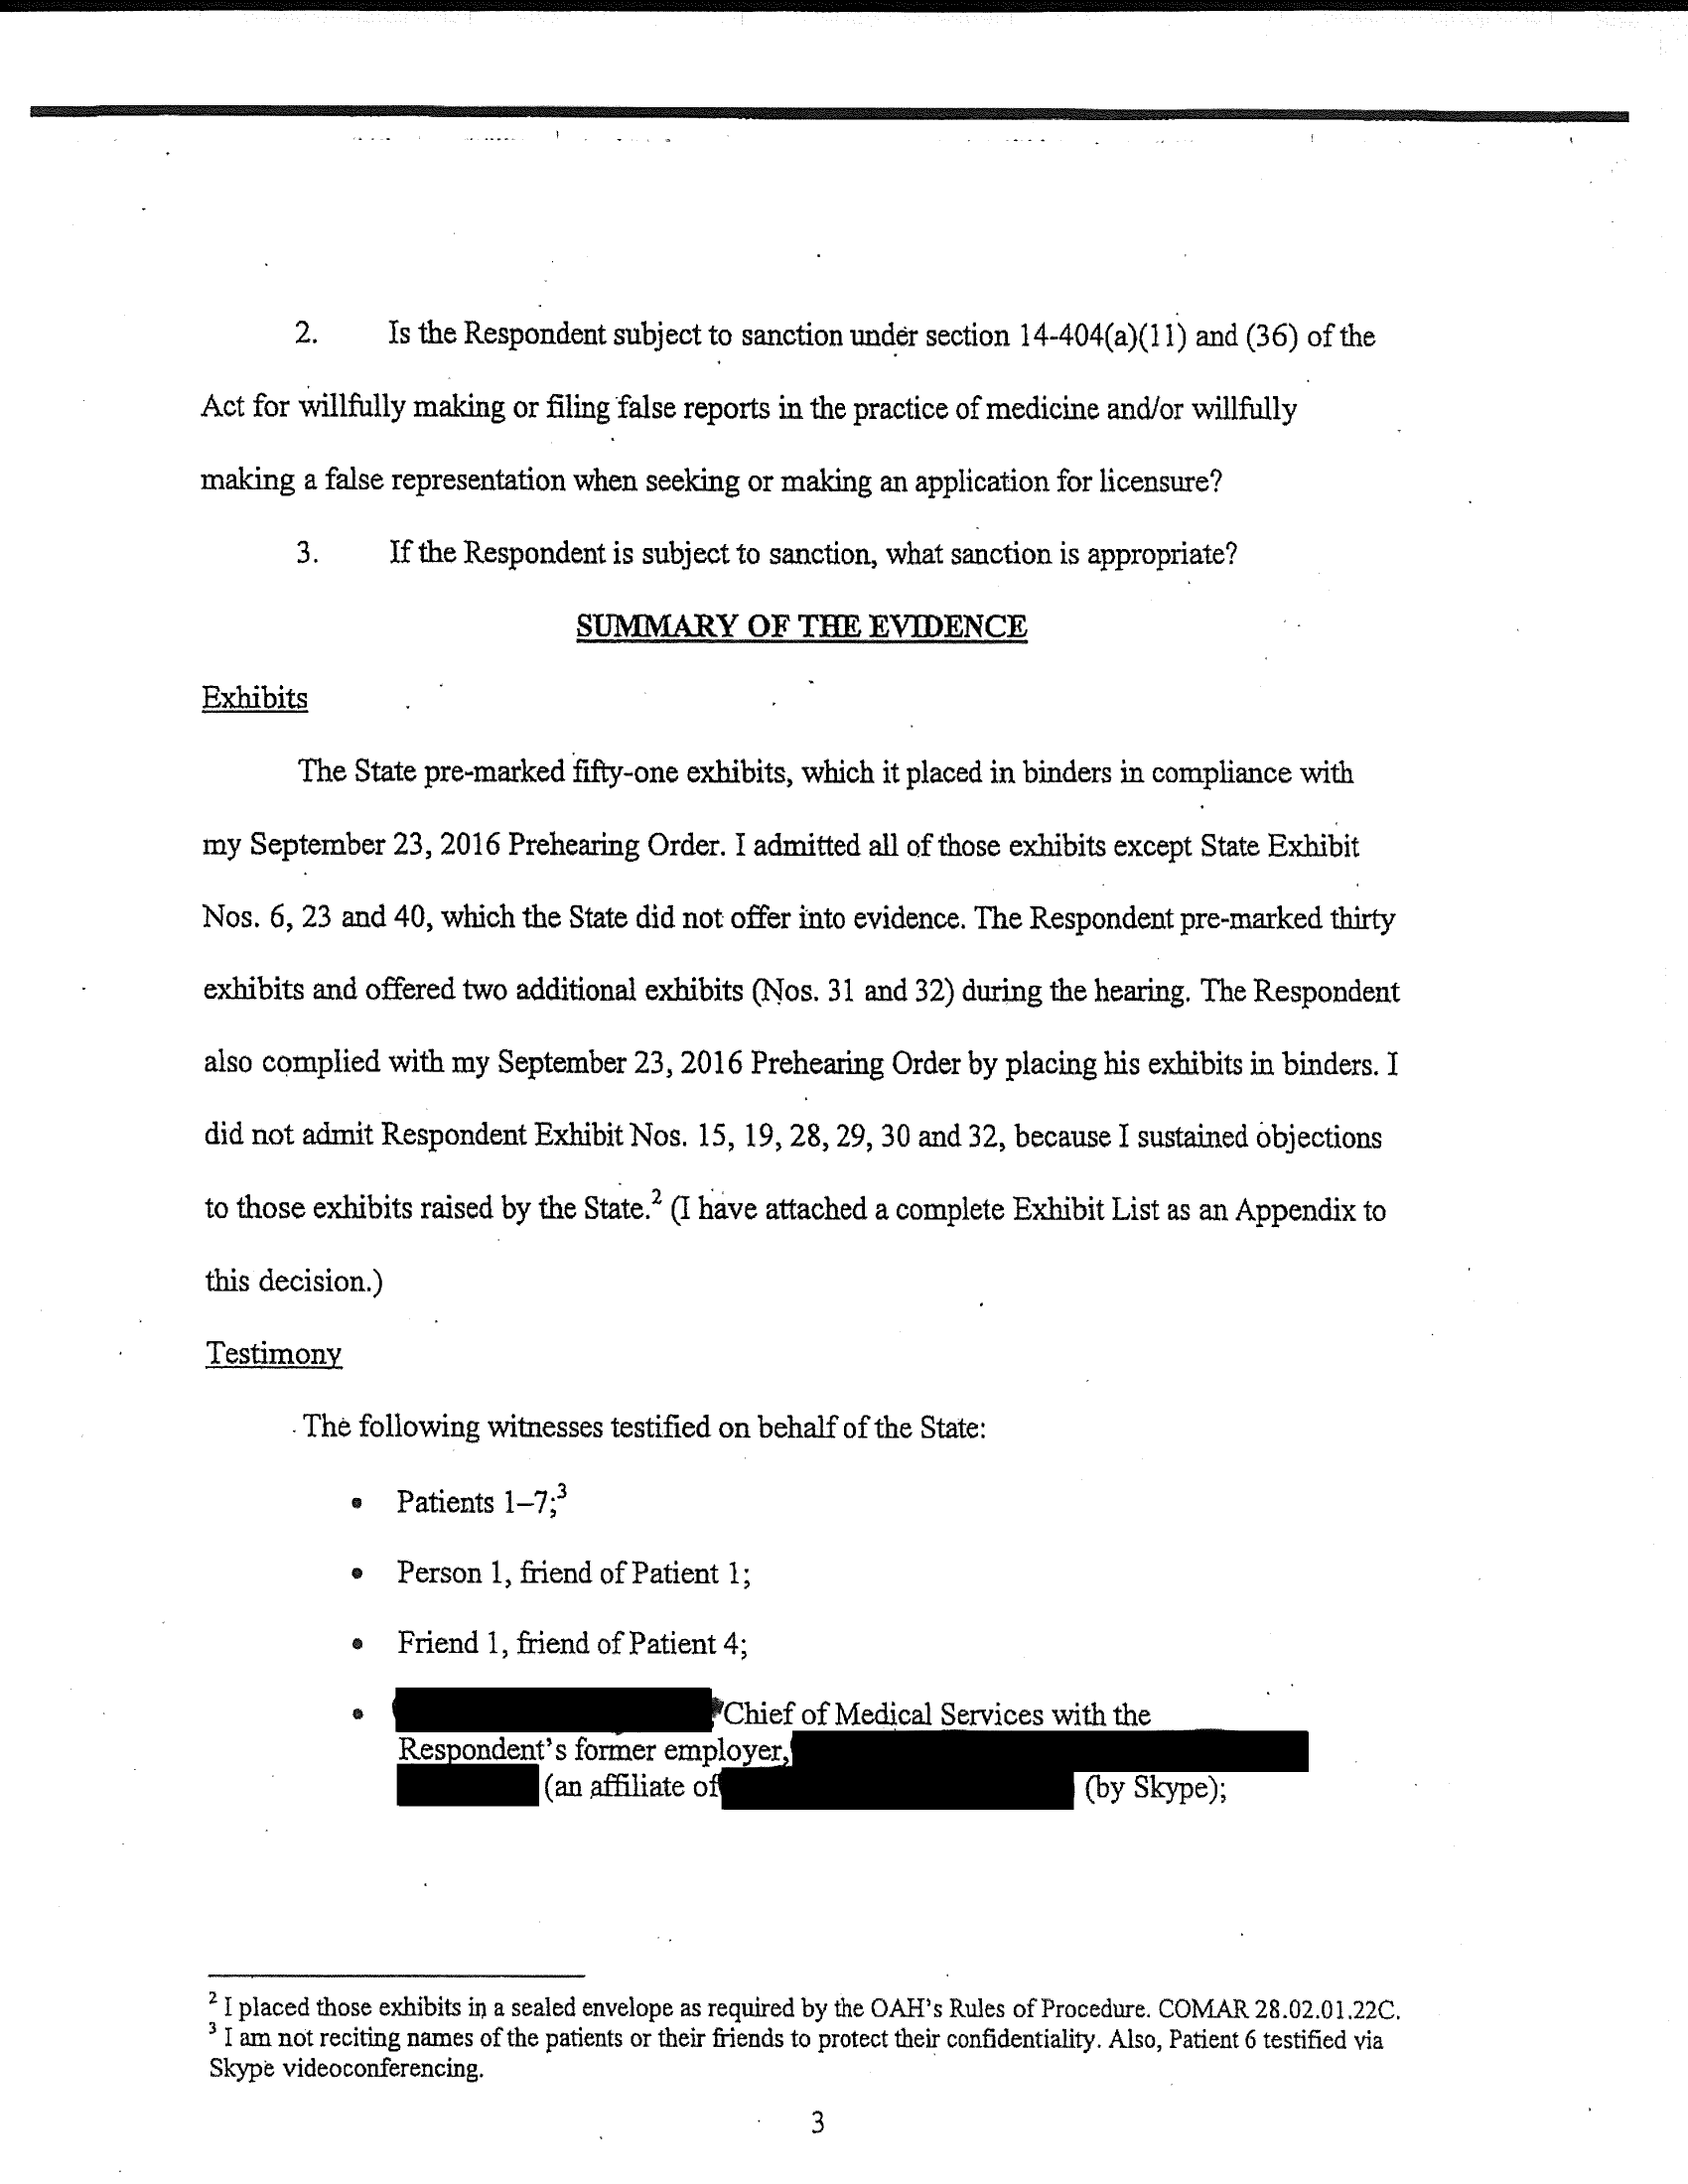 2. Is the Respondent subject to sanction under section 14-404(a)(11) and (36) of the
Act for willfully making or filing false reports in the practice of medicine and/or willfully
making a false representation when seeking or making an application for licensure?
3. If the Respondent is subject to sanction, what sanction is appropriate?
SUMMARY OF THE EVIDENCE
Exhibits
The State pre-marked fifty-one exhibits, which it placed in binders in compliance with
my September 23, 2016 Prehearing Order. I admitted all of those exhibits except State Exhibit
Nos. 6, 23 and 40, which the State did not offer into evidence. The Respondent pre-marked thirty
exhibits and offered two additional exhibits (Nos. 31 and 32) during the hearing. The Respondent
also complied with my September 23, 2016 Prehearing Order by placing his exhibits in binders. I
did not admit Respondent Exhibit Nos. 15, 19, 28, 29, 30 and 32, because I sustained objections
to those exhibits raised by the State.² (I have attached a complete Exhibit List as an Appendix to
this decision.)
Testimony
The following witnesses testified on behalf of the State:
• Patients 1–7;³
• Person 1, friend of Patient 1;
• Friend 1, friend of Patient 4;
• Chief of Medical Services with the
Respondent's former employer,
(an affiliate of (by Skype);
² I placed those exhibits in a sealed envelope as required by the OAH's Rules of Procedure. COMAR 28.02.01.22C.
³ I am not reciting names of the patients or their friends to protect their confidentiality. Also, Patient 6 testified via
Skype videoconferencing.
3